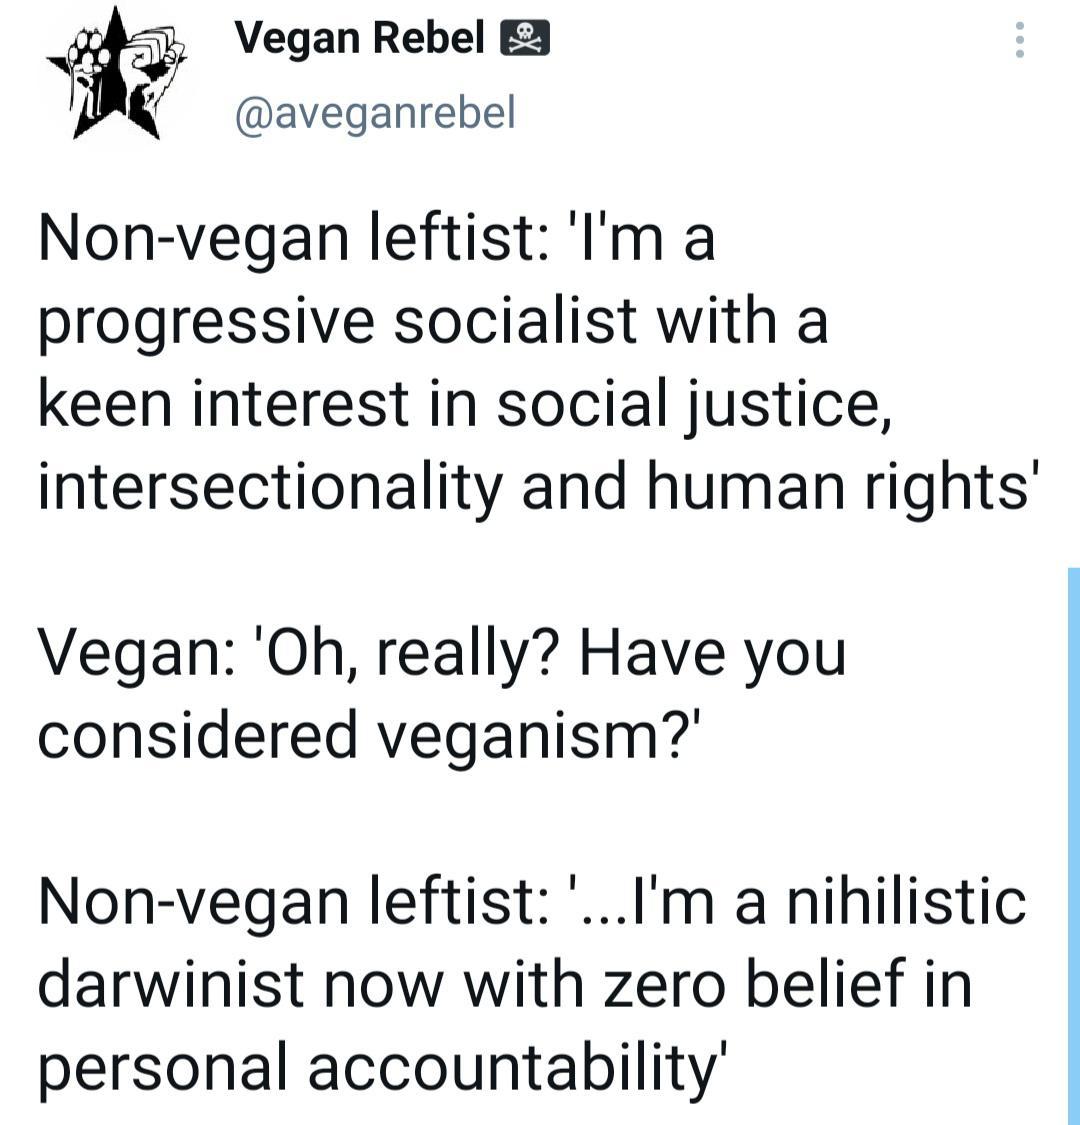 Vegan Rebel ☠
@aveganrebel
Non-vegan leftist: 'I'm a
progressive socialist with a
keen interest in social justice,
intersectionality and human rights'
Vegan: 'Oh, really? Have you
considered veganism?'
Non-vegan leftist: '...I'm a nihilistic
darwinist now with zero belief in
personal accountability'